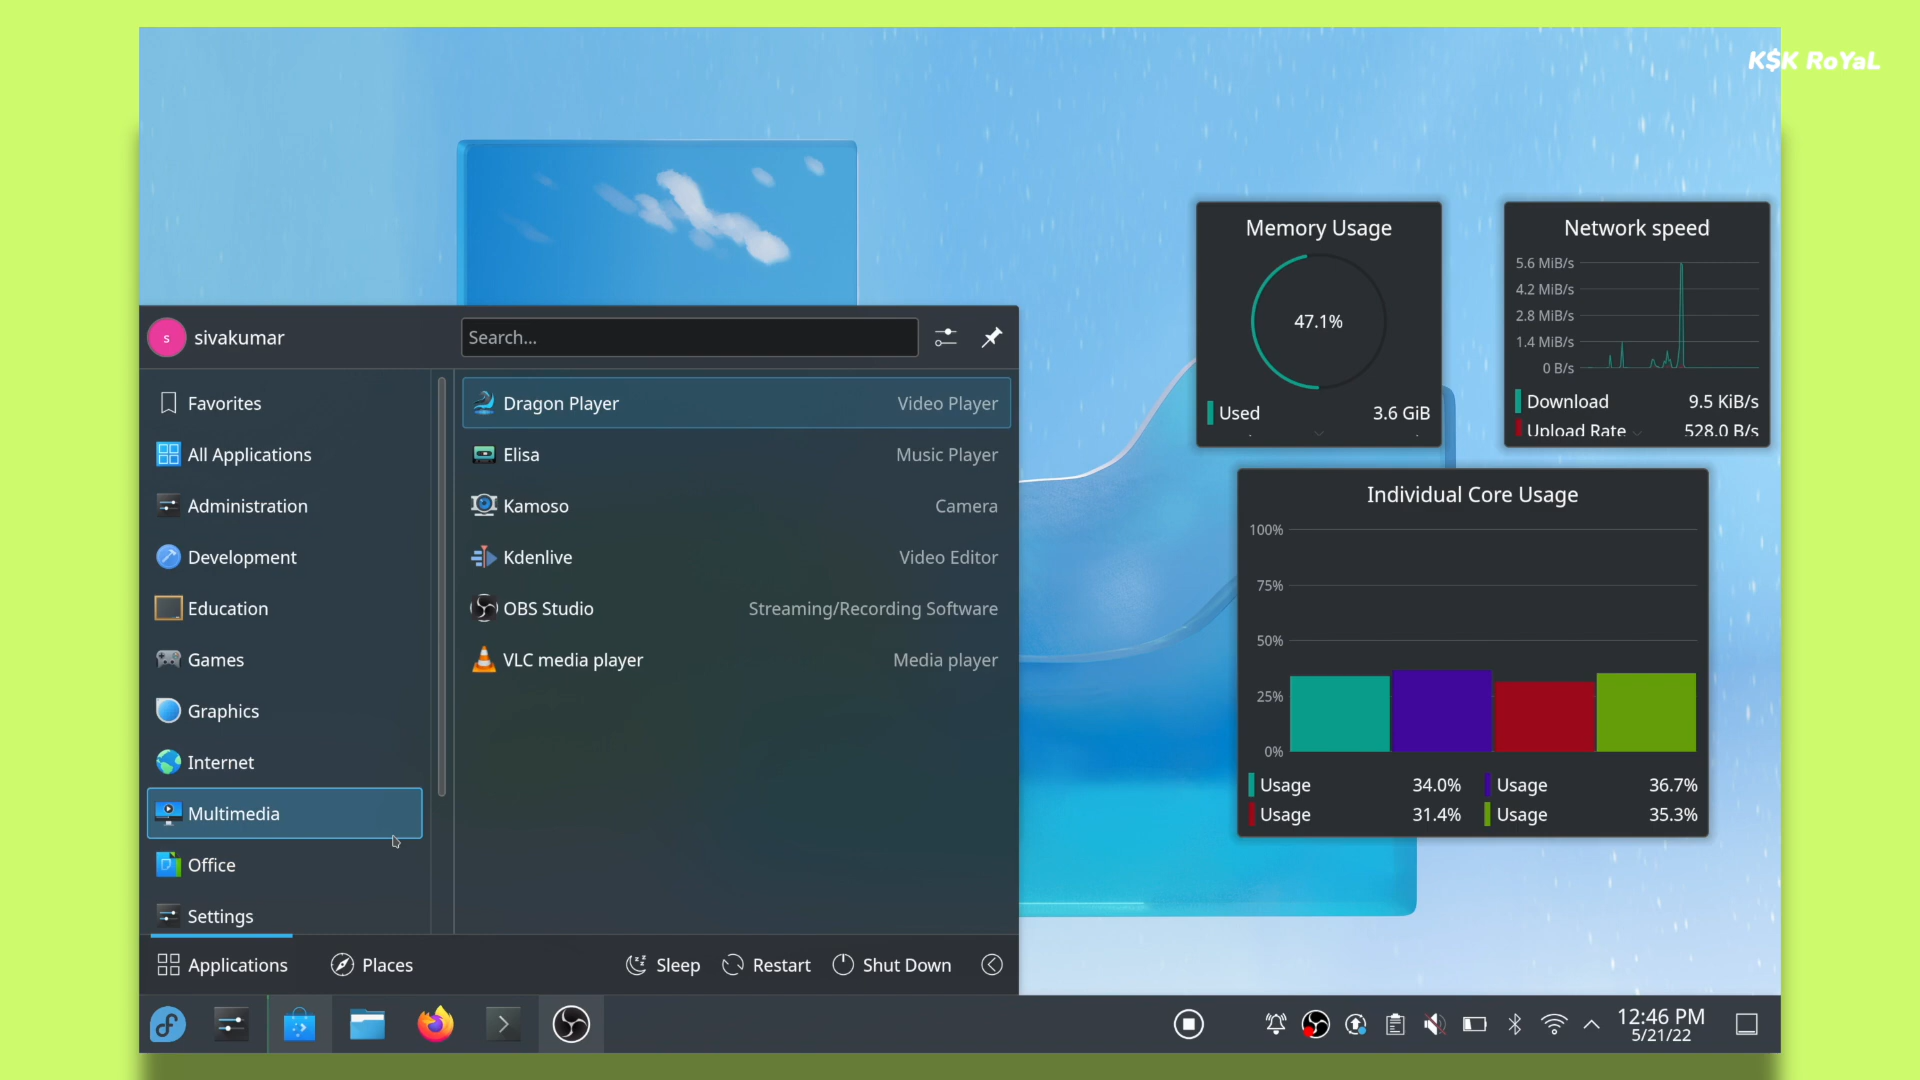 K$K RoYaL
Memory Usage
47.1%
Used 3.6 GiB
Network speed
5.6 MiB/s
4.2 MiB/s
2.8 MiB/s
1.4 MiB/s
0 B/s
Download 9.5 KiB/s
Upload Rate 528.0 B/s
s sivakumar
Search...
Favorites
All Applications
Administration
Development
Education
Games
Graphics
Internet
Multimedia
Office
Settings
Dragon Player Video Player
Elisa Music Player
Kamoso Camera
Kdenlive Video Editor
OBS Studio Streaming/Recording Software
VLC media player Media player
Individual Core Usage
100%
75%
50%
25%
0%
Usage 34.0% Usage 36.7%
Usage 31.4% Usage 35.3%
Applications Places Sleep Restart Shut Down
12:46 PM
5/21/22